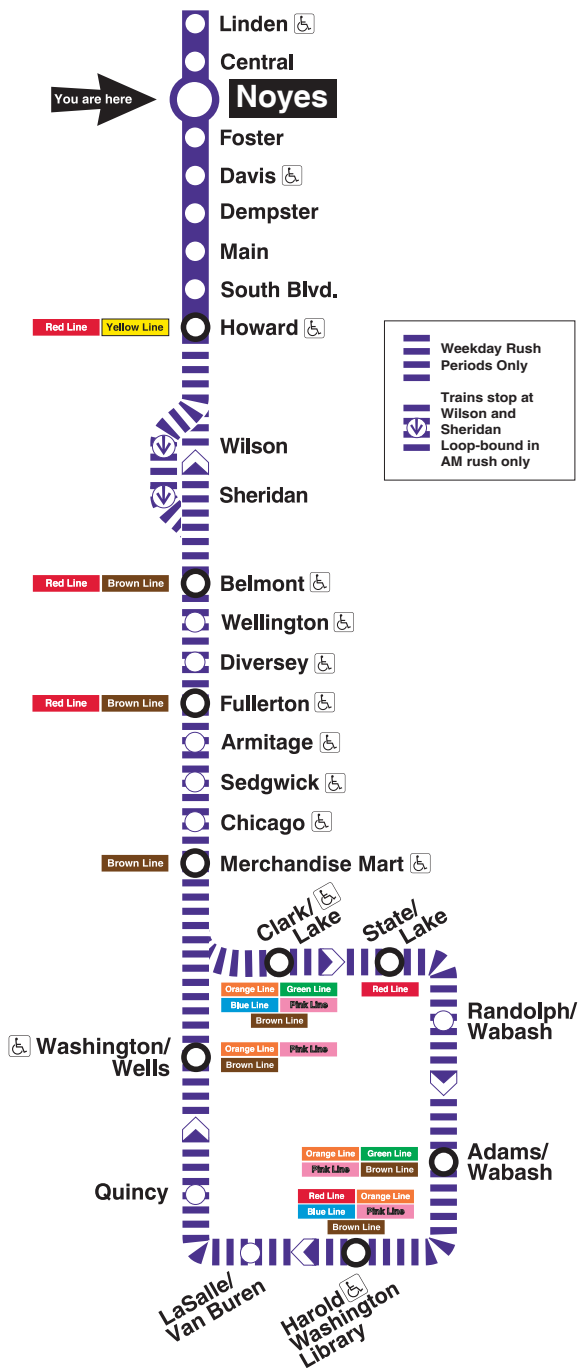 Linden
Central
You are here
Noyes
Foster
Davis
Dempster
Main
South Blvd.
Red Line Yellow Line
Howard
Weekday Rush
Periods Only
Trains stop at
Wilson and
Sheridan
Loop-bound in
AM rush only
Wilson
Sheridan
Red Line Brown Line
Belmont
Wellington
Diversey
Red Line Brown Line
Fullerton
Armitage
Sedgwick
Chicago
Brown Line
Merchandise Mart
Clark/
Lake
State/
Lake
Orange Line Green Line
Blue Line Pink Line
Brown Line
Red Line
Randolph/
Wabash
Washington/
Wells
Orange Line Pink Line
Brown Line
Orange Line Green Line
Pink Line Brown Line
Adams/
Wabash
Quincy
Red Line Orange Line
Blue Line Pink Line
Brown Line
LaSalle/
Van Buren
Harold
Washington
Library